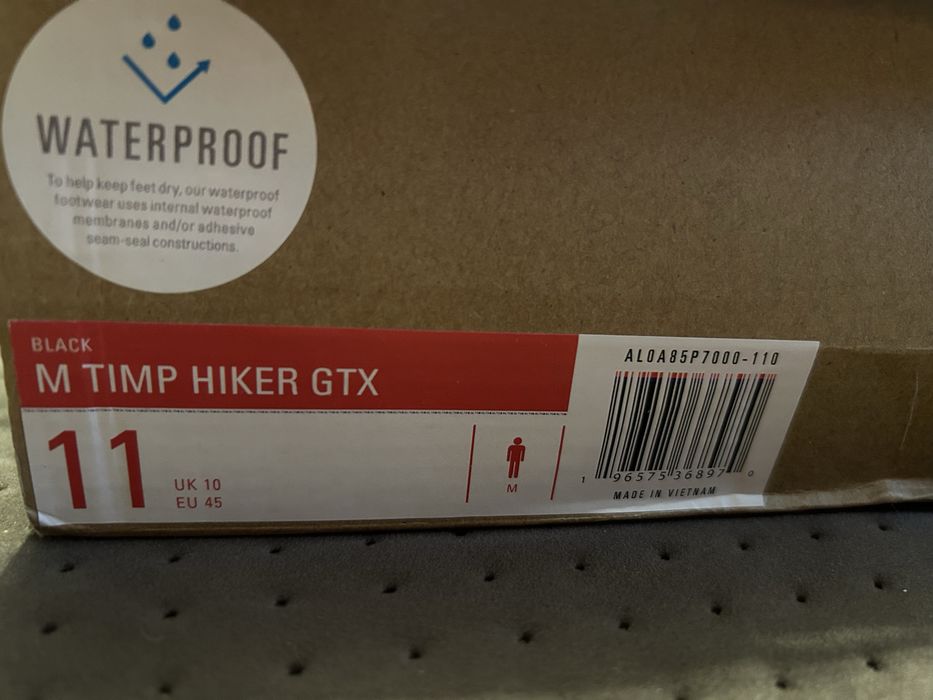 WATERPROOF
To help keep feet dry, our waterproof
footwear uses internal waterproof
membranes and/or adhesive
seam-seal constructions.
BLACK
M TIMP HIKER GTX
11
UK 10
EU 45
M
AL0A85P7000-110
1 96575 36897 0
MADE IN VIETNAM